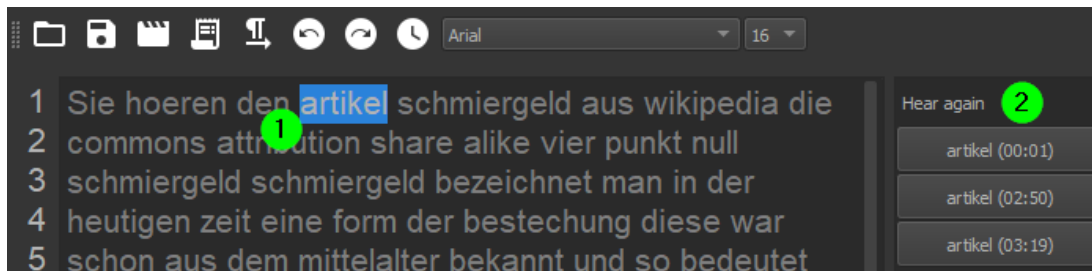 Arial 16
1 Sie hoeren den artikel schmiergeld aus wikipedia die
2 commons attribution share alike vier punkt null
3 schmiergeld schmiergeld bezeichnet man in der
4 heutigen zeit eine form der bestechung diese war
5 schon aus dem mittelalter bekannt und so bedeutet
1
Hear again 2
artikel (00:01)
artikel (02:50)
artikel (03:19)